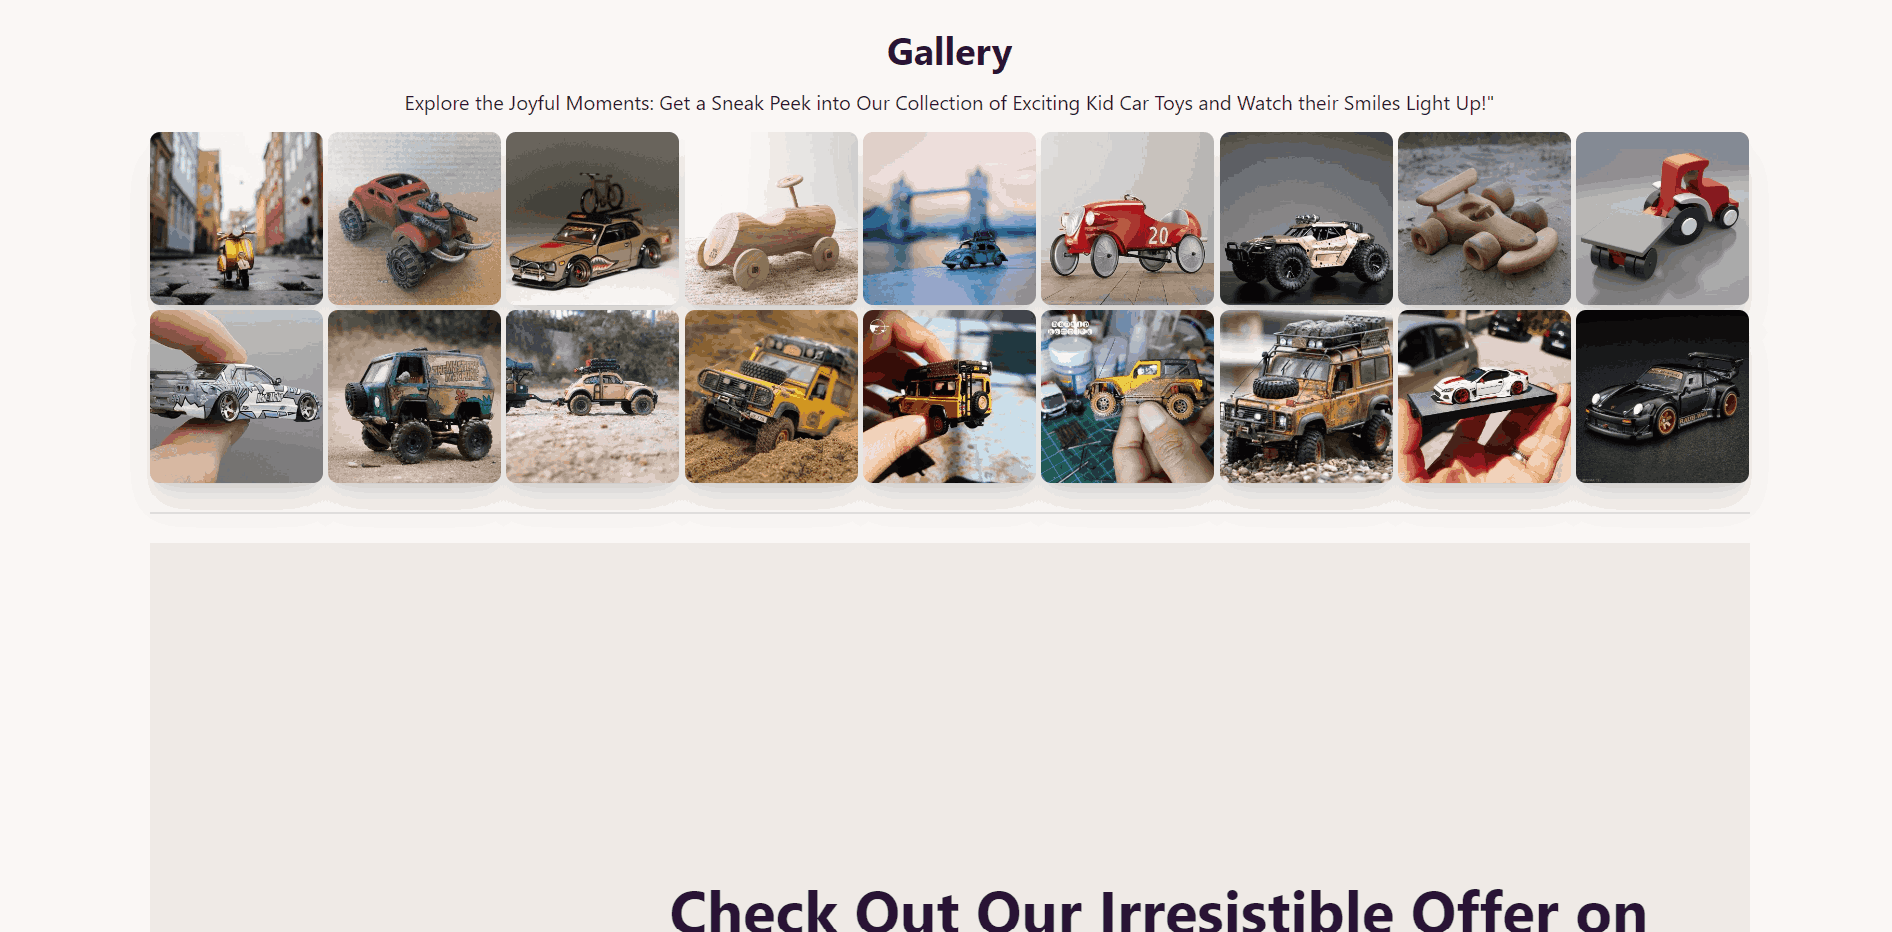 Gallery
Explore the Joyful Moments: Get a Sneak Peek into Our Collection of Exciting Kid Car Toys and Watch their Smiles Light Up!"
20
Check Out Our Irresistible Offer on